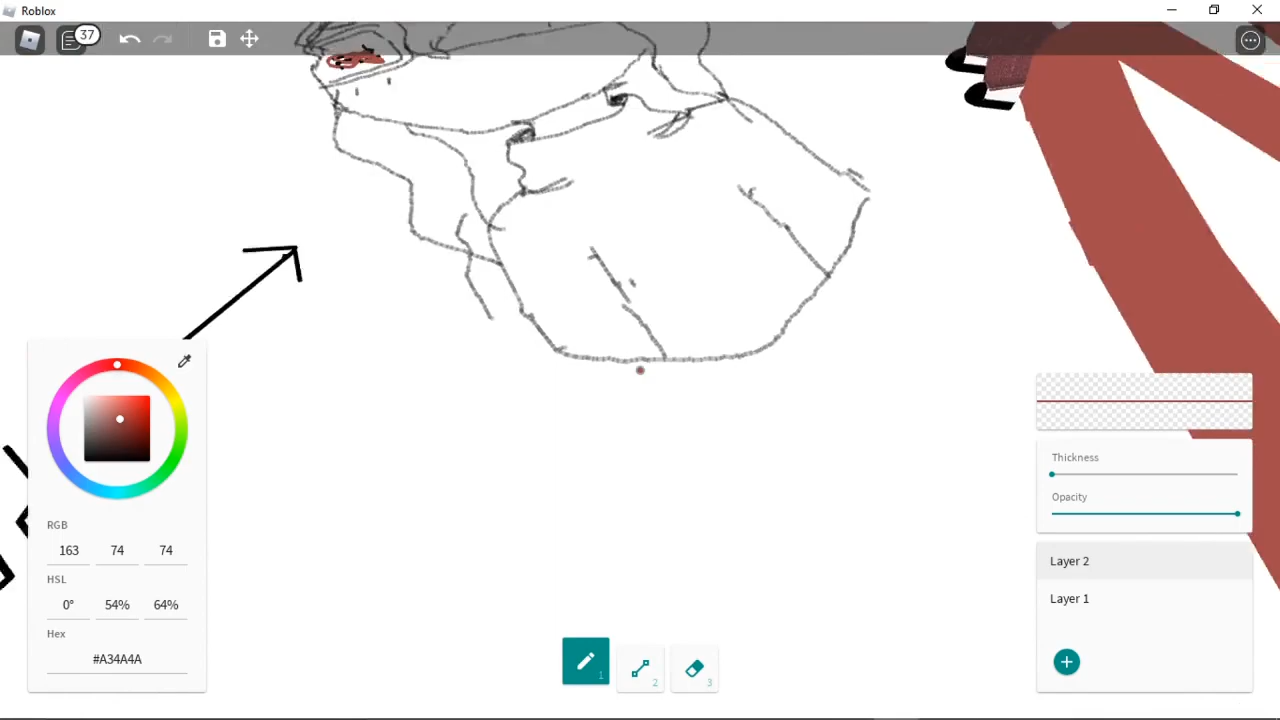 Roblox
37
RGB
163 74 74
HSL
0° 54% 64%
Hex
#A34A4A
1
2
3
Thickness
Opacity
Layer 2
Layer 1